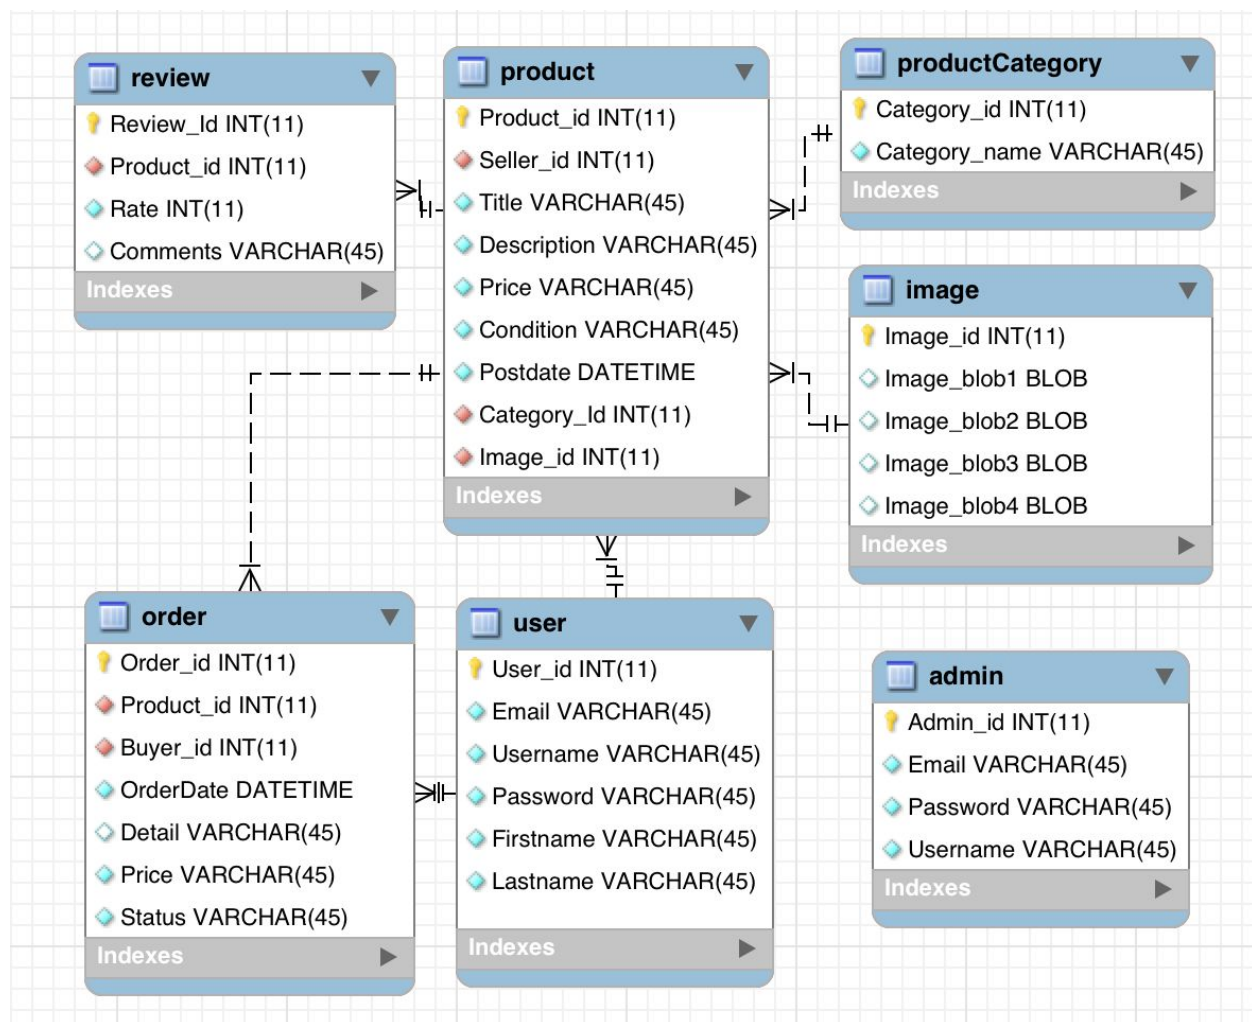 review
Review_Id INT(11)
Product_id INT(11)
Rate INT(11)
Comments VARCHAR(45)
Indexes
product
Product_id INT(11)
Seller_id INT(11)
Title VARCHAR(45)
Description VARCHAR(45)
Price VARCHAR(45)
Condition VARCHAR(45)
Postdate DATETIME
Category_Id INT(11)
Image_id INT(11)
Indexes
productCategory
Category_id INT(11)
Category_name VARCHAR(45)
Indexes
image
Image_id INT(11)
Image_blob1 BLOB
Image_blob2 BLOB
Image_blob3 BLOB
Image_blob4 BLOB
Indexes
order
Order_id INT(11)
Product_id INT(11)
Buyer_id INT(11)
OrderDate DATETIME
Detail VARCHAR(45)
Price VARCHAR(45)
Status VARCHAR(45)
Indexes
user
User_id INT(11)
Email VARCHAR(45)
Username VARCHAR(45)
Password VARCHAR(45)
Firstname VARCHAR(45)
Lastname VARCHAR(45)
Indexes
admin
Admin_id INT(11)
Email VARCHAR(45)
Password VARCHAR(45)
Username VARCHAR(45)
Indexes